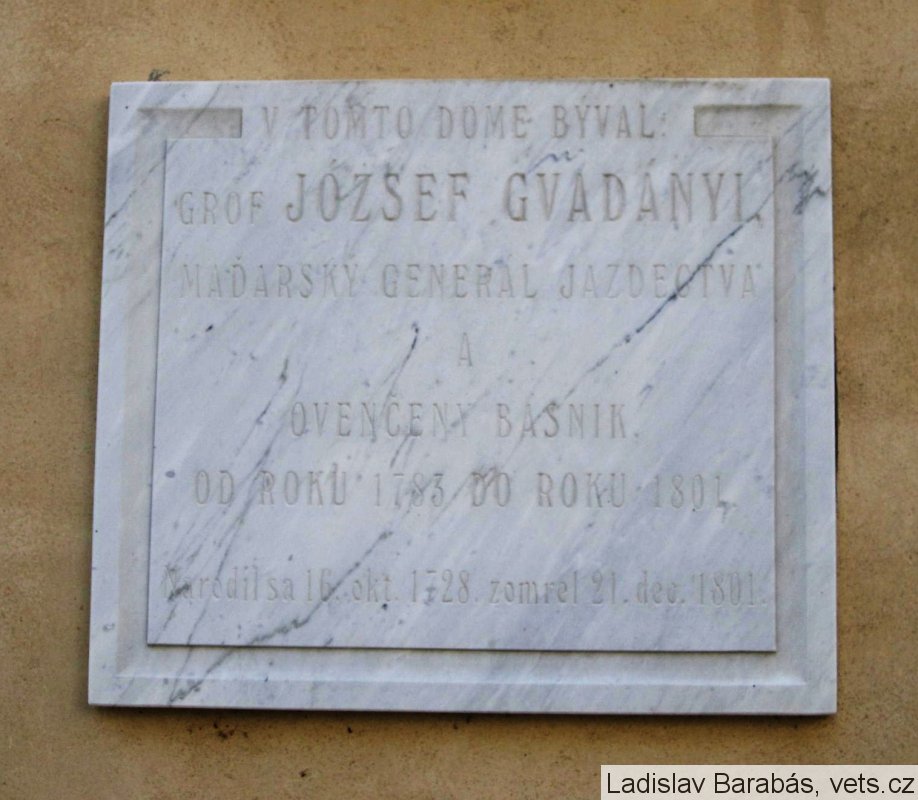 V TOMTO DOME BÝVAL:
GRÓF JÓZSEF GVADÁNYI,
MAĎARSKÝ GENERÁL JAZDECTVA
A
OVENČENÝ BÁSNIK,
OD ROKU 1783 DO ROKU 1801.
Narodil sa 16. okt. 1728. zomrel 21. dec. 1801.
Ladislav Barabás, vets.cz